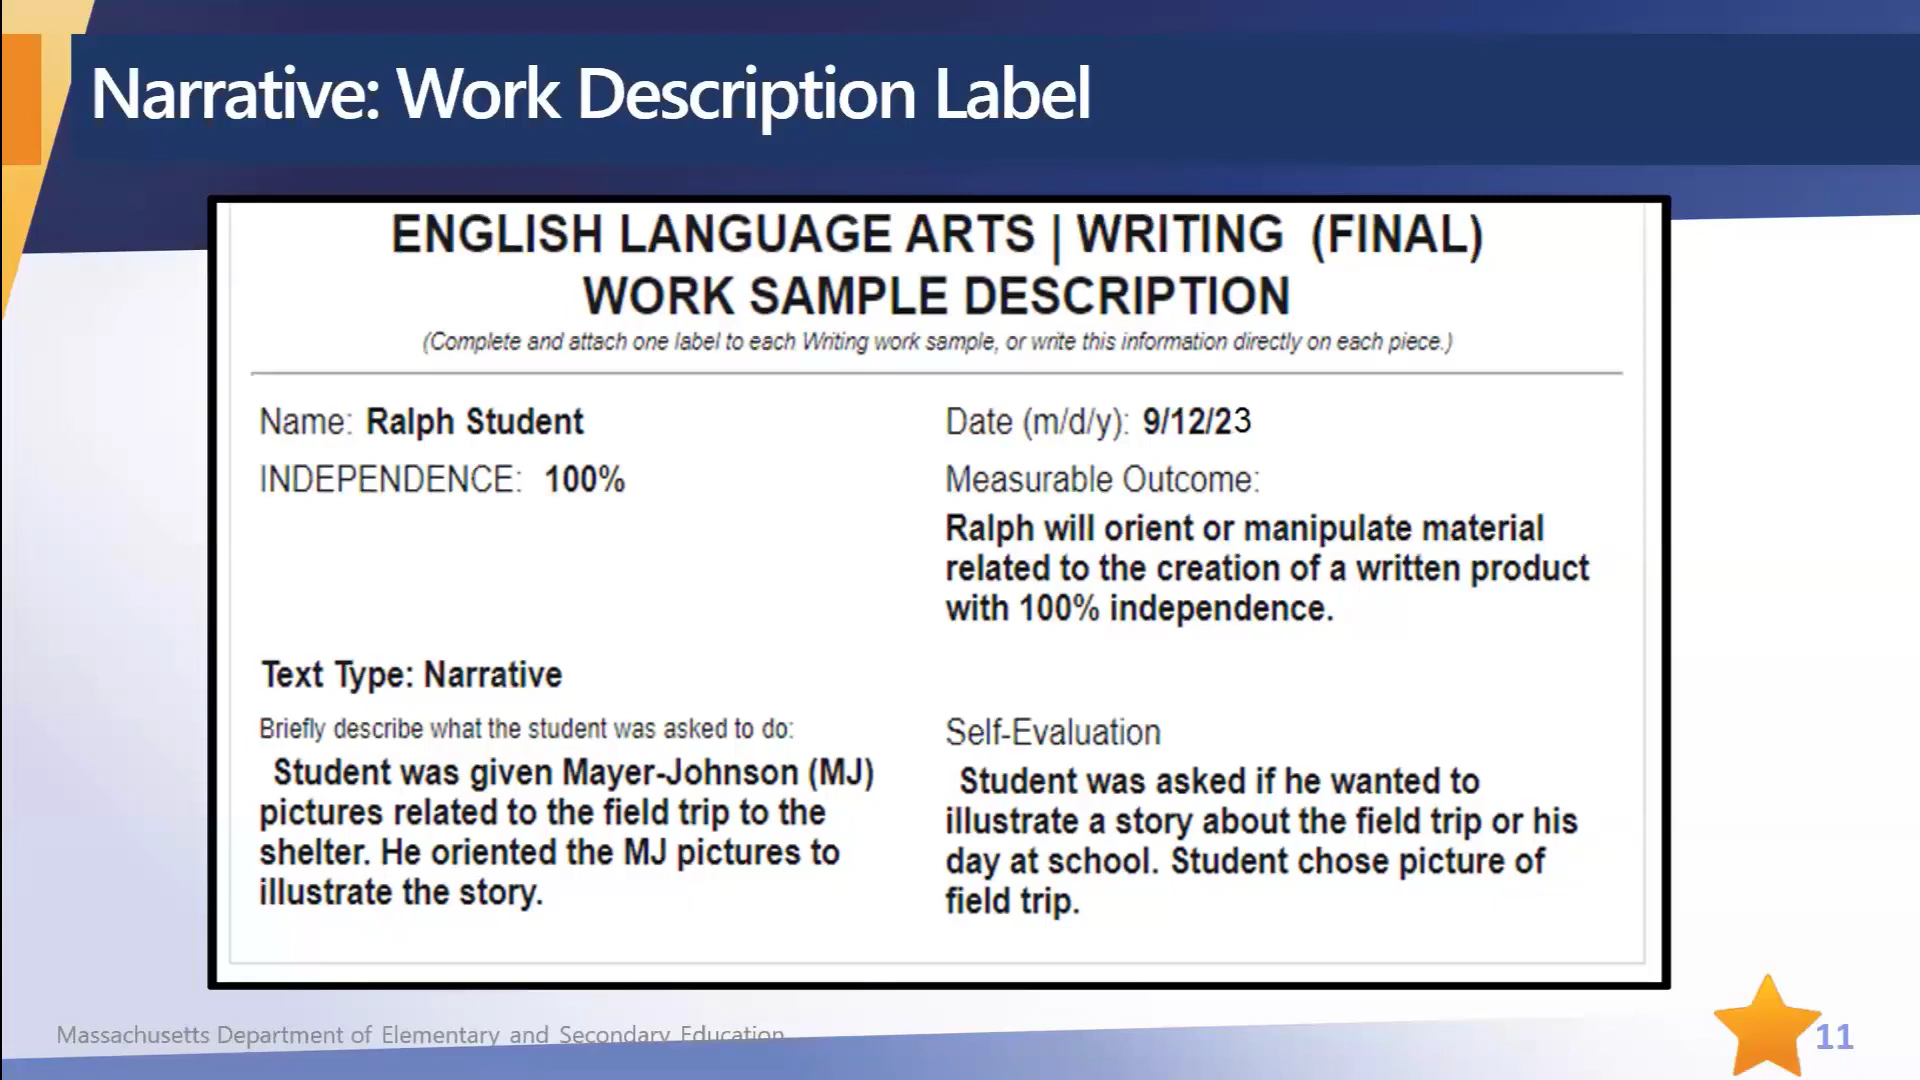 Narrative: Work Description Label
ENGLISH LANGUAGE ARTS | WRITING (FINAL)
WORK SAMPLE DESCRIPTION
(Complete and attach one label to each Writing work sample, or write this information directly on each piece.)
Name: Ralph Student
INDEPENDENCE: 100%
Date (m/d/y): 9/12/23
Measurable Outcome:
Ralph will orient or manipulate material
related to the creation of a written product
with 100% independence.
Text Type: Narrative
Briefly describe what the student was asked to do:
Student was given Mayer-Johnson (MJ)
pictures related to the field trip to the
shelter. He oriented the MJ pictures to
illustrate the story.
Self-Evaluation
Student was asked if he wanted to
illustrate a story about the field trip or his
day at school. Student chose picture of
field trip.
Massachusetts Department of Elementary and Secondary Education
11